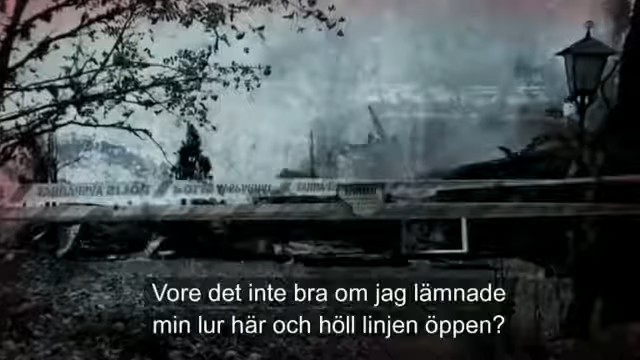 Vore det inte bra om jag lämnade
min lur här och höll linjen öppen?